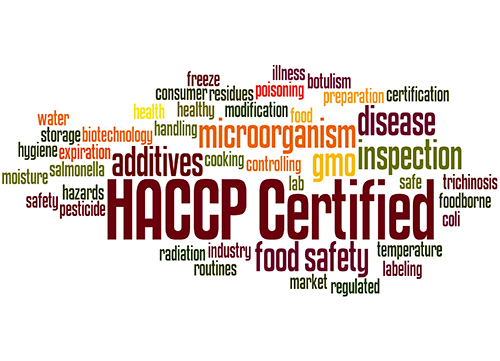 illness
freeze
botulism
consumer residues poisoning
preparation certification
water
health healthy modification food
disease
storage biotechnology handling microorganism
hygiene expiration additives cooking controlling gmo inspection
moisture salmonella
lab
safe trichinosis
hazards
safety pesticide HACCP Certified foodborne
coli
radiation industry food safety temperature
routines labeling
market regulated